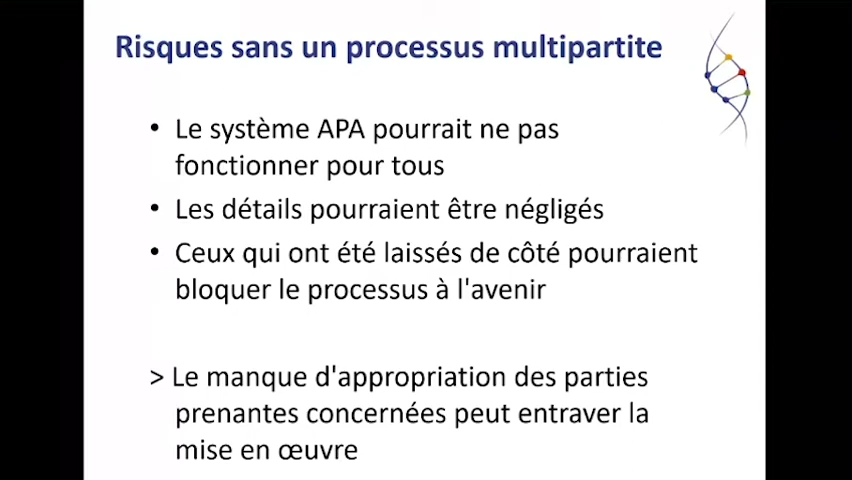 Risques sans un processus multipartite
• Le système APA pourrait ne pas
fonctionner pour tous
• Les détails pourraient être négligés
• Ceux qui ont été laissés de côté pourraient
bloquer le processus à l'avenir
> Le manque d'appropriation des parties
prenantes concernées peut entraver la
mise en œuvre